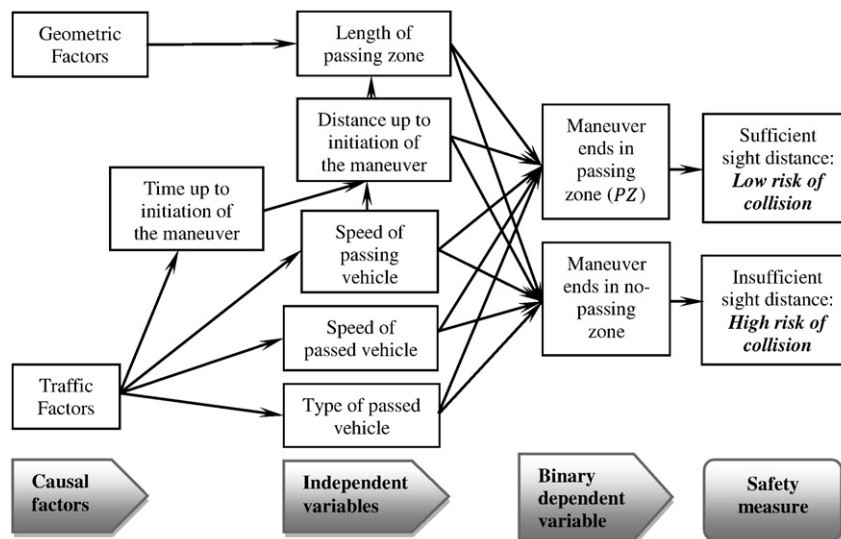 Geometric
Factors
Length of
passing zone
Distance up to
initiation of
the maneuver
Time up to
initiation of
the maneuver
Speed of
passing
vehicle
Speed of
passed vehicle
Traffic
Factors
Type of passed
vehicle
Maneuver
ends in
passing
zone (PZ)
Maneuver
ends in no-
passing
zone
Sufficient
sight distance:
Low risk of
collision
Insufficient
sight distance:
High risk of
collision
Causal
factors
Independent
variables
Binary
dependent
variable
Safety
measure